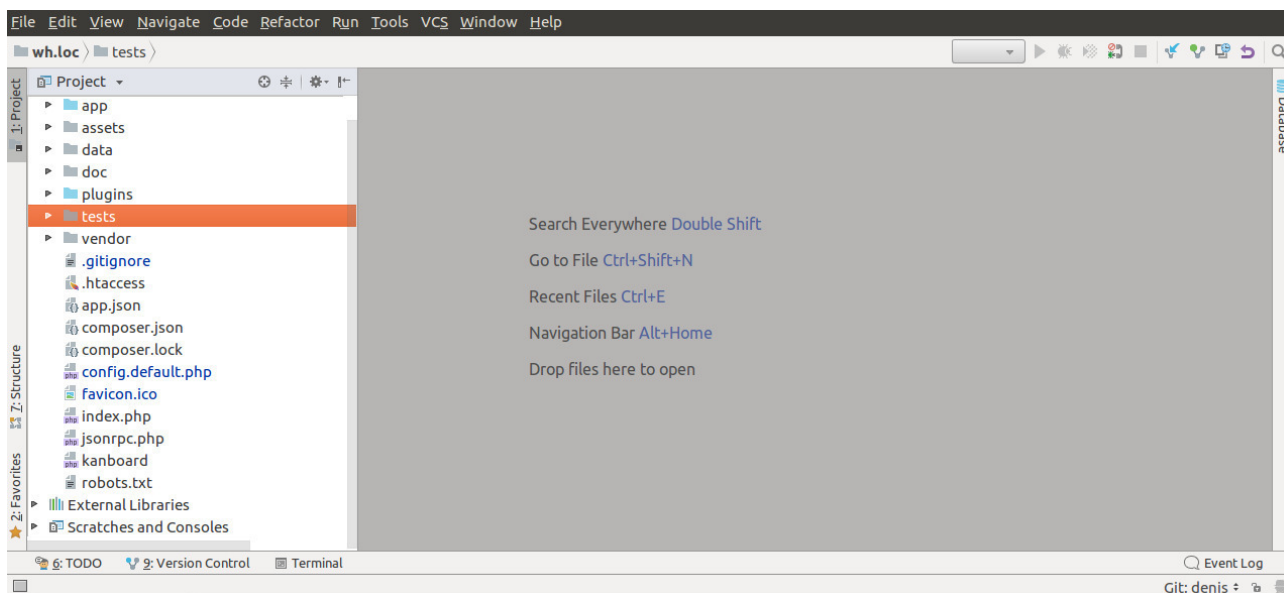 File Edit View Navigate Code Refactor Run Tools VCS Window Help
wh.loc tests
1: Project
Project
app
assets
data
doc
plugins
tests
vendor
.gitignore
.htaccess
app.json
composer.json
composer.lock
config.default.php
favicon.ico
index.php
jsonrpc.php
kanboard
robots.txt
External Libraries
Scratches and Consoles
7: Structure
2: Favorites
Search Everywhere Double Shift
Go to File Ctrl+Shift+N
Recent Files Ctrl+E
Navigation Bar Alt+Home
Drop files here to open
Database
6: TODO 9: Version Control Terminal Event Log
Git: denis